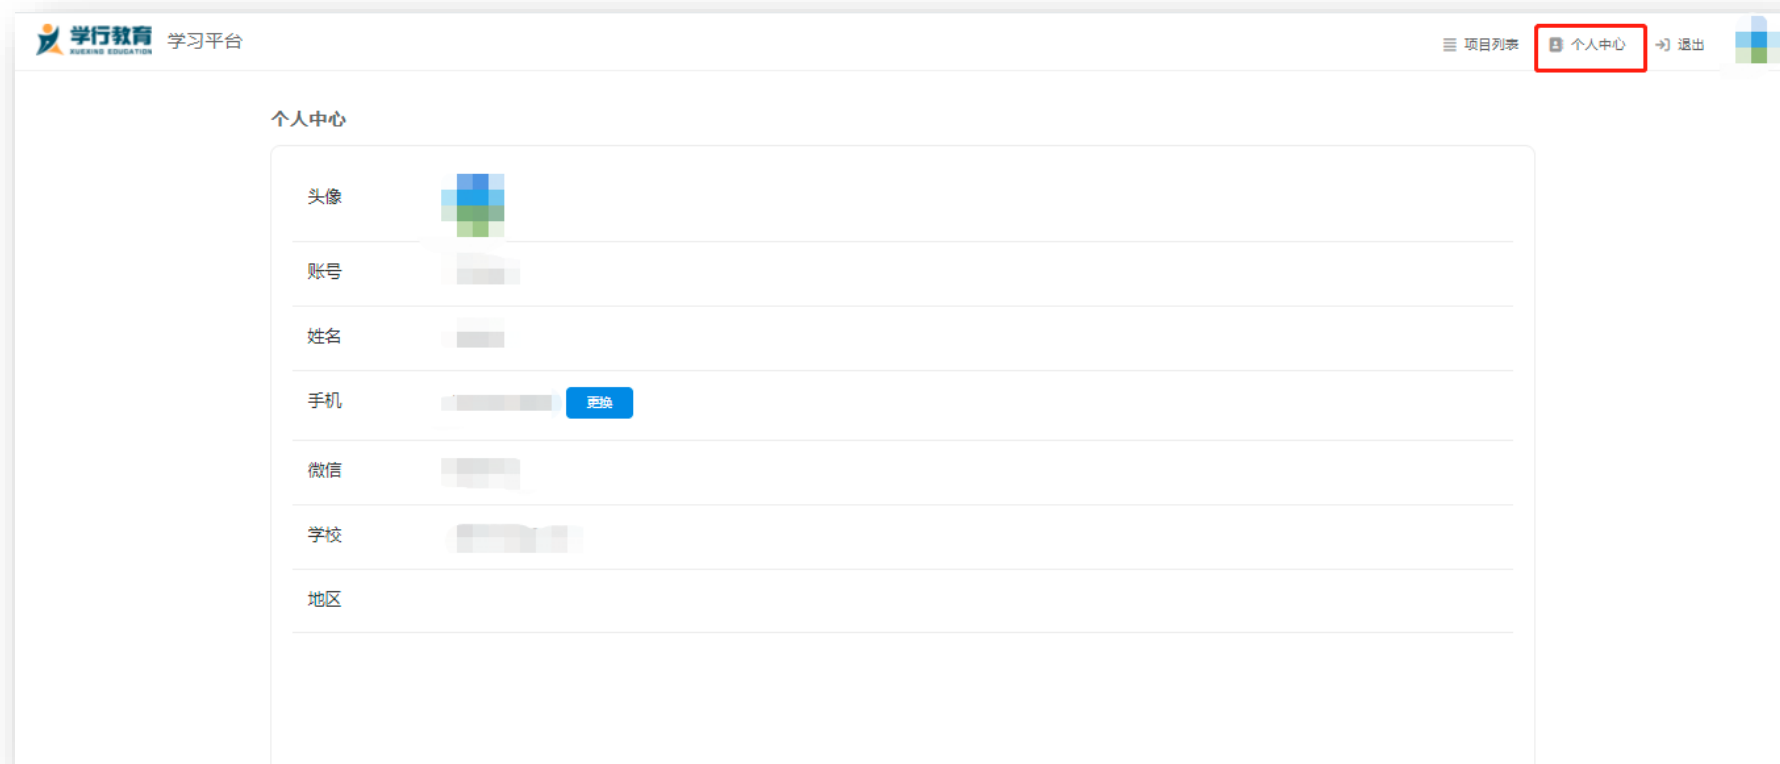 学行教育 学习平台 项目列表 个人中心 退出
XUEXING EDUCATION
个人中心
头像
账号
姓名
手机 更换
微信
学校
地区